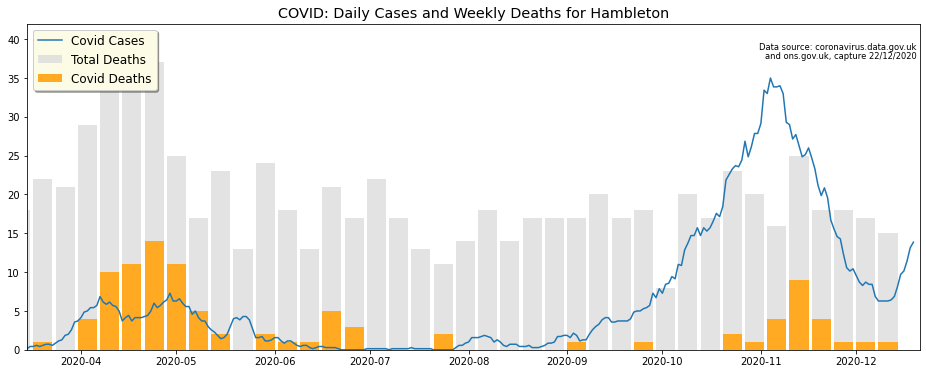 COVID: Daily Cases and Weekly Deaths for Hambleton
Covid Cases
Total Deaths
Covid Deaths
Data source: coronavirus.data.gov.uk
and ons.gov.uk, capture 22/12/2020
40
35
30
25
20
15
10
5
0
2020-04 2020-05 2020-06 2020-07 2020-08 2020-09 2020-10 2020-11 2020-12